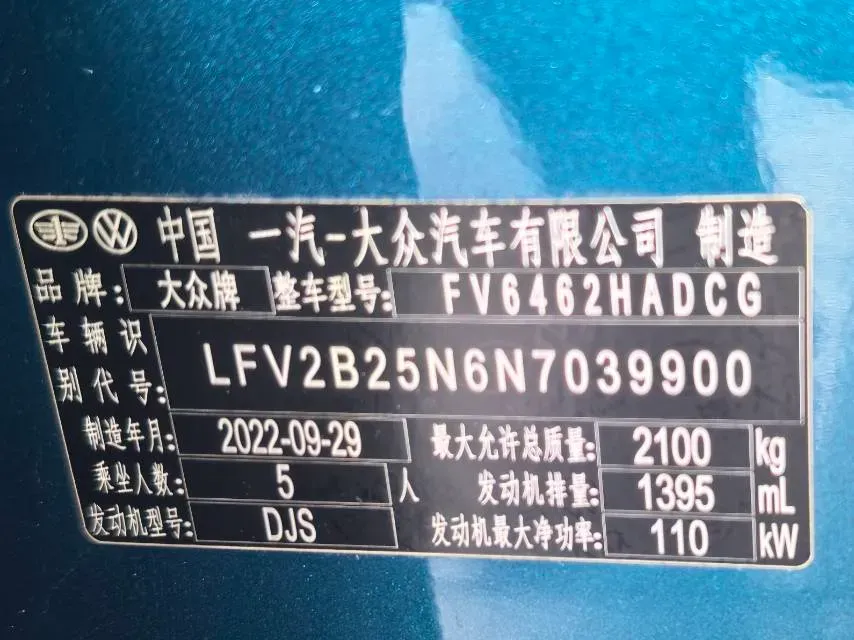 中国 一汽-大众汽车有限公司 制造
品牌: 大众牌 整车型号: FV6462HADCG
车辆识别代号: LFV2B25N6N7039900
制造年月: 2022-09-29 最大允许总质量: 2100 kg
乘坐人数: 5 人 发动机排量: 1395 mL
发动机型号: DJS 发动机最大净功率: 110 kW